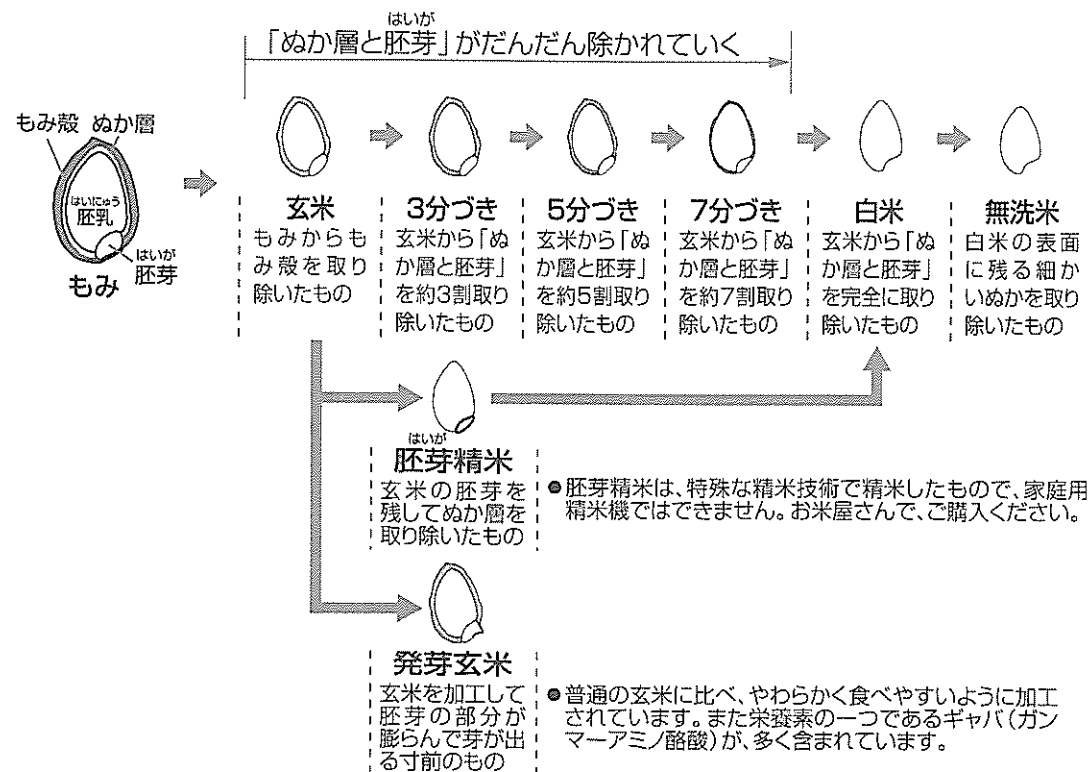 はいが
「ぬか層と胚芽」がだんだん除かれていく
もみ殻 ぬか層
はいにゅう
胚乳
はいが
胚芽
もみ
玄米
もみからも
み殻を取り
除いたもの
3分づき
玄米から「ぬ
か層と胚芽」
を約3割取り
除いたもの
5分づき
玄米から「ぬ
か層と胚芽」
を約5割取り
除いたもの
7分づき
玄米から「ぬ
か層と胚芽」
を約7割取り
除いたもの
白米
玄米から「ぬ
か層と胚芽」
を完全に取り
除いたもの
無洗米
白米の表面
に残る細か
いぬかを取り
除いたもの
はいが
胚芽精米
玄米の胚芽を
残してぬか層を
取り除いたもの
●胚芽精米は、特殊な精米技術で精米したもので、家庭用
精米機ではできません。お米屋さんで、ご購入ください。
発芽玄米
玄米を加工して
胚芽の部分が
膨らんで芽が出
る寸前のもの
●普通の玄米に比べ、やわらかく食べやすいように加工
されています。また栄養素の一つであるギャバ(ガン
マーアミノ酪酸)が、多く含まれています。